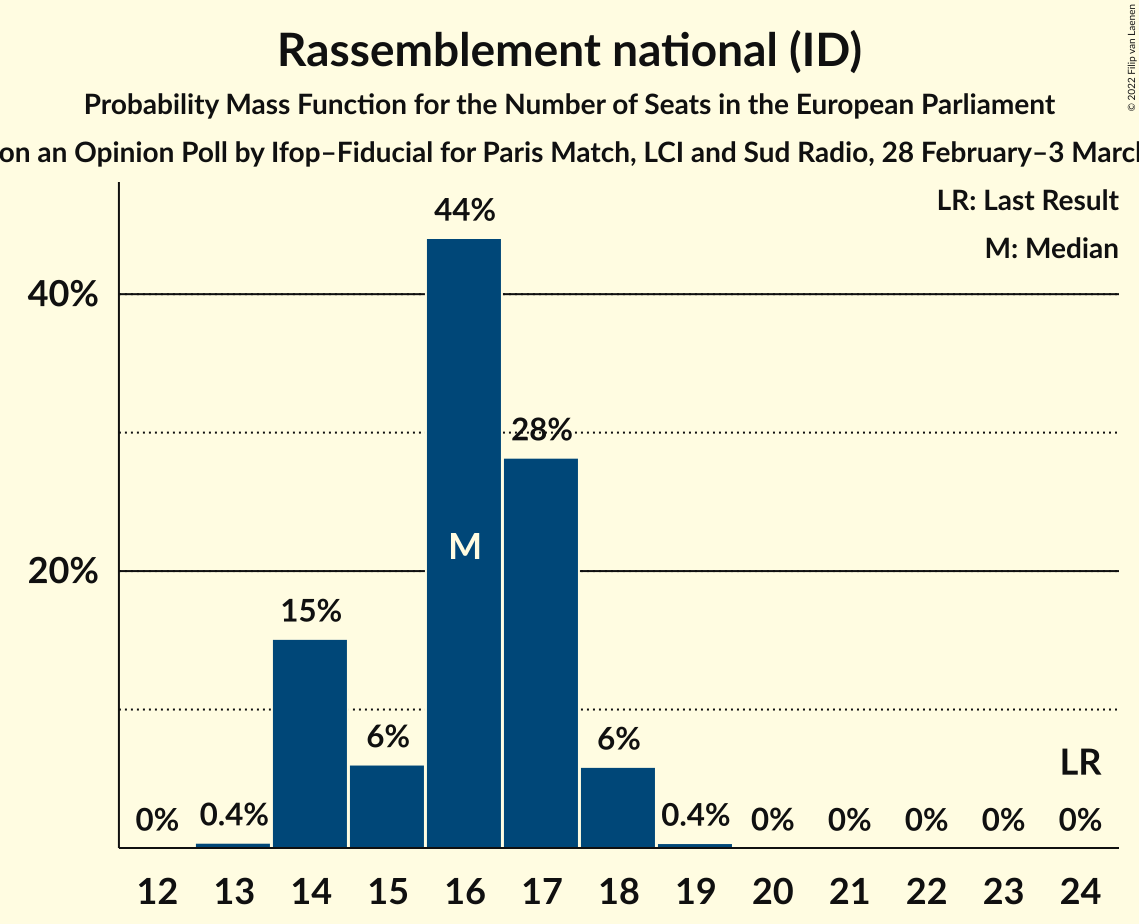 © 2022 Filip van Laenen
Rassemblement national (ID)
Probability Mass Function for the Number of Seats in the European Parliament
on an Opinion Poll by Ifop–Fiducial for Paris Match, LCI and Sud Radio, 28 February–3 March
LR: Last Result
M: Median
44%
40%
28%
M
20%
15%
6%
6%
LR
0%
0.4%
0.4%
0%
0%
0%
0%
0%
12 13 14 15 16 17 18 19 20 21 22 23 24